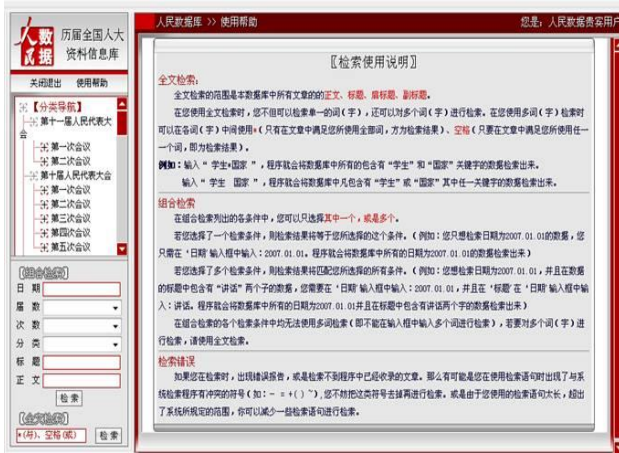 人民数据
历届全国人大
资料信息库
关闭退出 使用帮助
【分类导航】
第十一届人民代表大
会
第一次会议
第二次会议
第十届人民代表大会
第一次会议
第二次会议
第三次会议
第四次会议
第五次会议
【组合检索】
日 期
届 数
次 数
分 类
标 题
正 文
检索
【全文检索】
*(与)、空格(或) 检索
人民数据库 >> 使用帮助 您是: 人民数据贵宾用户
〖检索使用说明〗
全文检索:
全文检索的范围是本数据库中所有文章的的正文、标题、肩标题、副标题。
在您使用全文检索时,您不但可以检索单一的词(字),还可以对多个词(字)进行检索。在您使用多词(字)检索时
可以在各词(字)中间使用*(只有在文章中满足您所使用全部词,方为检索结果)、空格(只要在文章中满足您所使用任一
一个词,即为检索结果)。
例如:输入“ 学生*国家 ”,程序就会将数据库中所有的包含有“学生”和“国家”关键字的数据检索出来。
输入“ 学生 国家 ”,程序就会将数据库中凡包含有“学生”或“国家”其中任一关键字的数据检索出来。
组合检索
在组合检索列出的各条件中,您可以只选择其中一个,或是多个。
若您选择了一个检索条件,则检索结果将等于您所选择的这个条件。(例如:您只想检索日期为2007.01.01的数据,您
只需在‘日期’输入框中输入:2007.01.01。程序就会将数据库中所有的日期为2007.01.01的数据检索出来)
若您选择了多个检索条件,则检索结果将匹配您所选择的所有条件。(例如:您想检索日期为2007.01.01,并且在数据
的标题中包含有“讲话”两个子的数据,您需要在‘日期’输入框中输入:2007.01.01,并且在‘标题’在‘日期’输入框中输
入:讲话。程序就会将数据库中所有的日期为2007.01.01并且在标题中包含有讲话两个字的数据检索出来)
在组合检索的各个检索条件中均无法使用多词检索(即不能在输入框中输入多个词进行检索),若要对多个词(字)进
行检索,请使用全文检索。
检索错误
如果您在检索时,出现错误报告,或是检索不到程序中已经收录的文章。那么有可能是您在使用检索语句时出现了与系
统检索程序有冲突的符号(如:- = +()~),您不妨把这类符号去掉再进行检索。或是由于您使用的检索语句太长,超出
了系统所规定的范围,你可以减少一些检索语句进行检索。